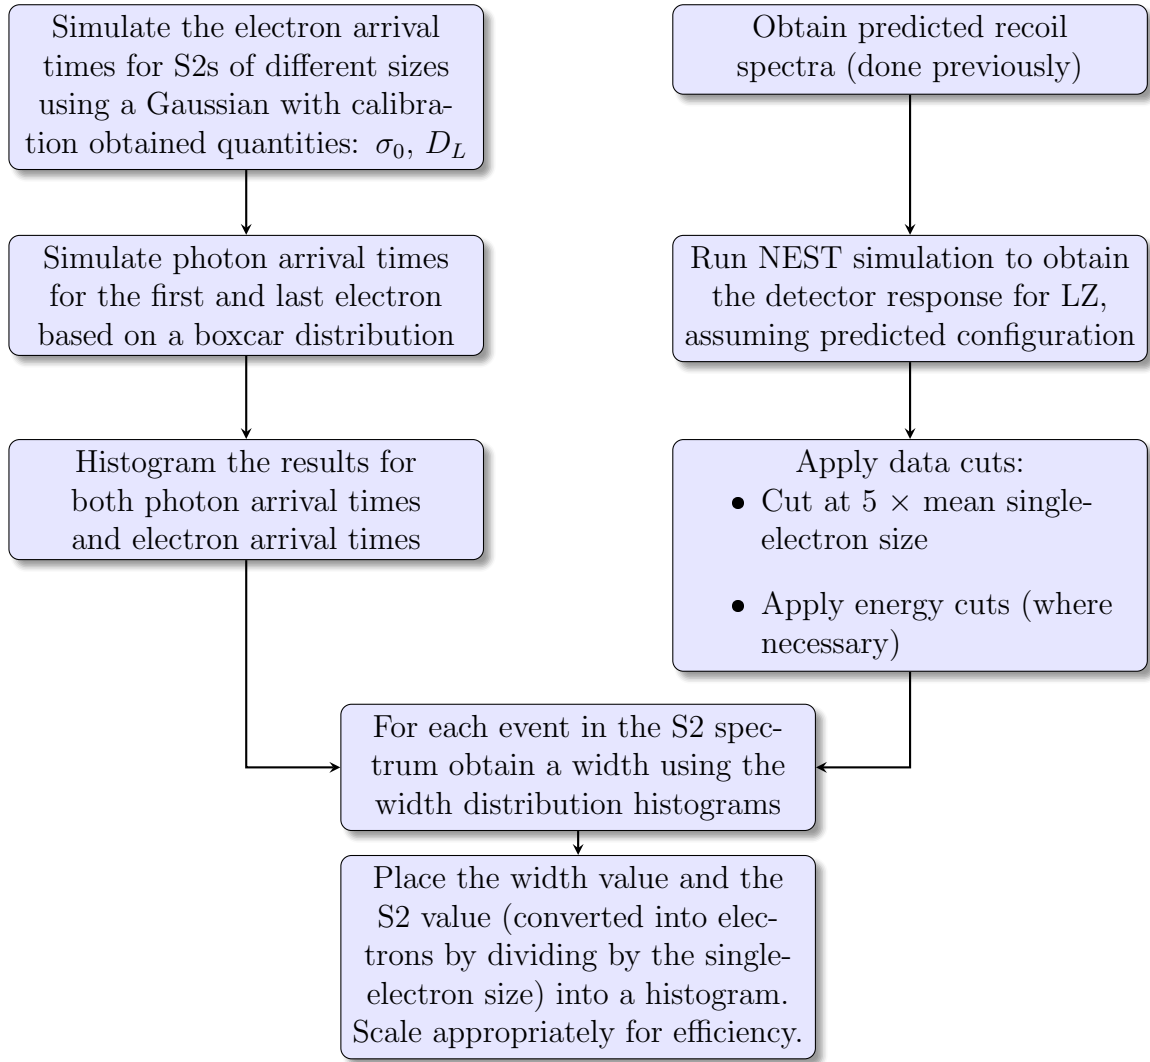 Simulate the electron arrival
times for S2s of different sizes
using a Gaussian with calibra-
tion obtained quantities: σ₀, D_L
Obtain predicted recoil
spectra (done previously)
Simulate photon arrival times
for the first and last electron
based on a boxcar distribution
Run NEST simulation to obtain
the detector response for LZ,
assuming predicted configuration
Histogram the results for
both photon arrival times
and electron arrival times
Apply data cuts:
• Cut at 5 × mean single-
electron size
• Apply energy cuts (where
necessary)
For each event in the S2 spec-
trum obtain a width using the
width distribution histograms
Place the width value and the
S2 value (converted into elec-
trons by dividing by the single-
electron size) into a histogram.
Scale appropriately for efficiency.